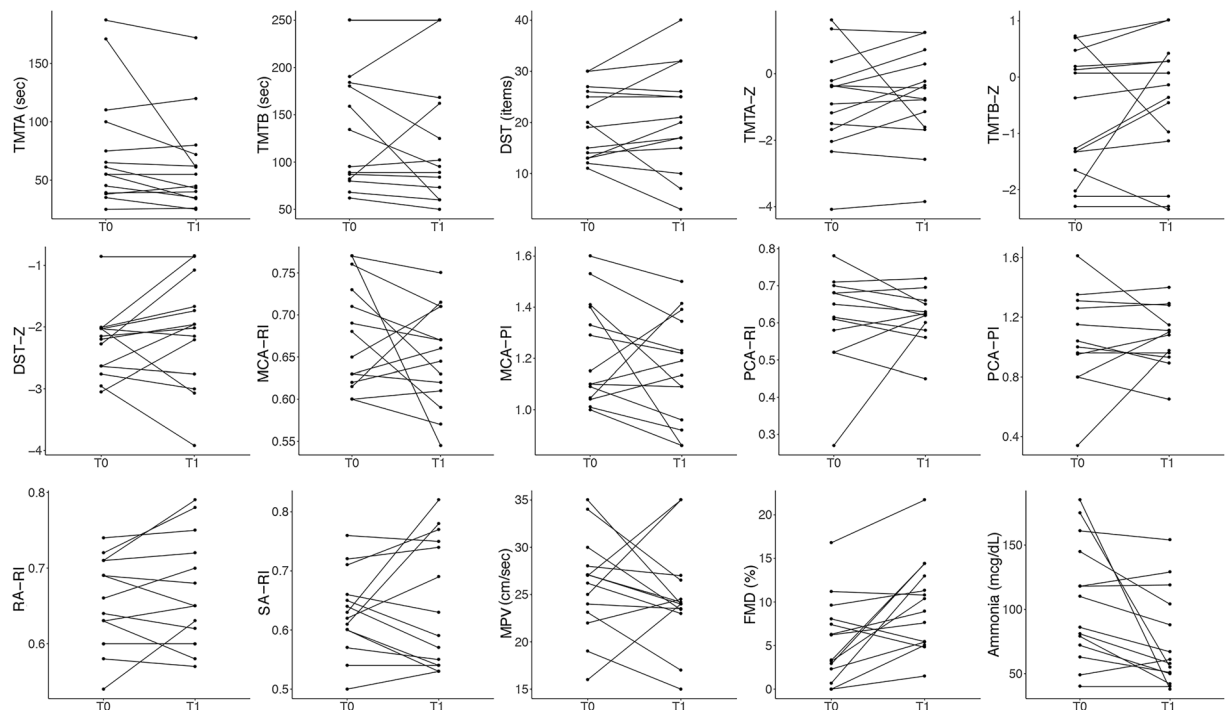 TMTA (sec)
150
100
50
T0
T1
TMTB (sec)
250
200
150
100
50
T0
T1
DST (items)
40
30
20
10
T0
T1
TMTA−Z
0
−2
−4
T0
T1
TMTB−Z
1
0
−1
−2
T0
T1
DST−Z
−1
−2
−3
−4
T0
T1
MCA−RI
0.75
0.70
0.65
0.60
0.55
T0
T1
MCA−PI
1.6
1.4
1.2
1.0
T0
T1
PCA−RI
0.8
0.7
0.6
0.5
0.4
0.3
T0
T1
PCA−PI
1.6
1.2
0.8
0.4
T0
T1
RA−RI
0.8
0.7
0.6
T0
T1
SA−RI
0.8
0.7
0.6
0.5
T0
T1
MPV (cm/sec)
35
30
25
20
15
T0
T1
FMD (%)
20
15
10
5
0
T0
T1
Ammonia (mcg/dL)
150
100
50
T0
T1